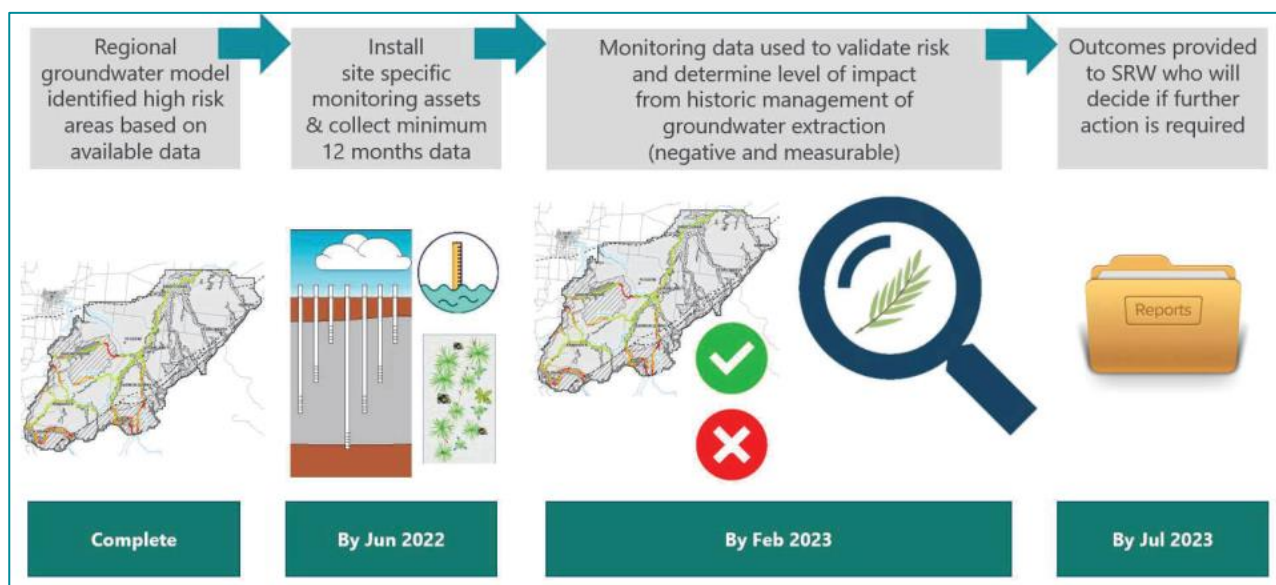 Regional
groundwater model
identified high risk
areas based on
available data
Install
site specific
monitoring assets
& collect minimum
12 months data
Monitoring data used to validate risk
and determine level of impact
from historic management of
groundwater extraction
(negative and measurable)
Outcomes provided
to SRW who will
decide if further
action is required
Reports
Complete
By Jun 2022
By Feb 2023
By Jul 2023